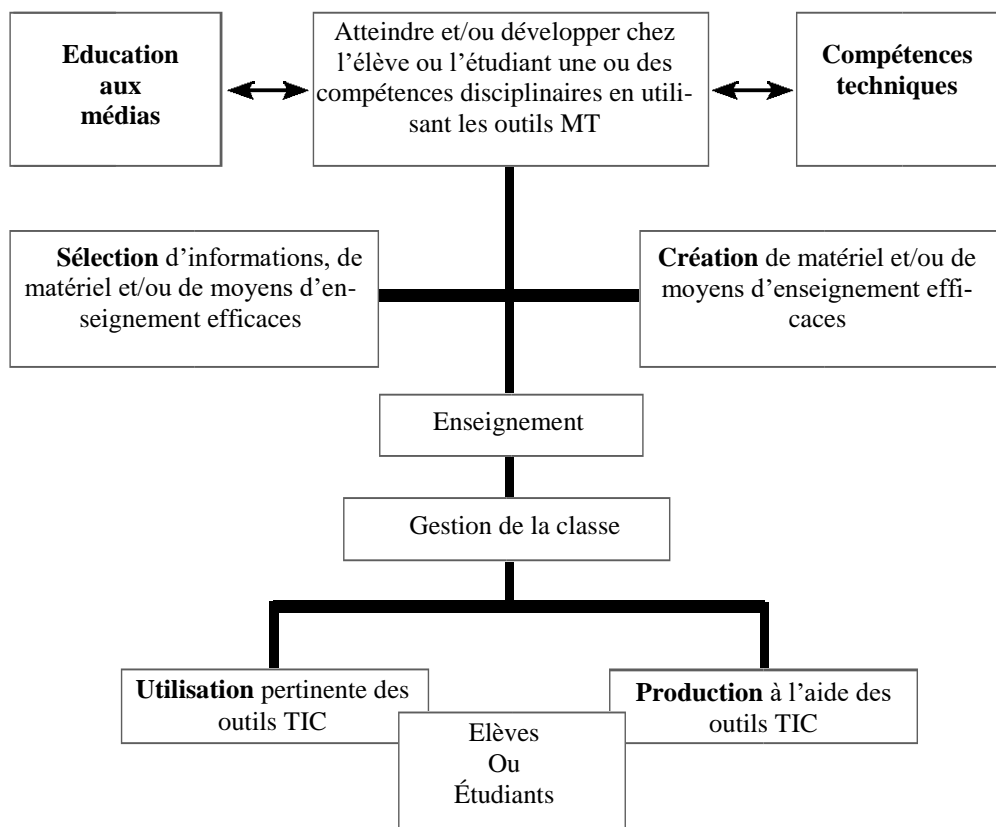 Education
aux
médias
Atteindre et/ou développer chez
l’élève ou l’étudiant une ou des
compétences disciplinaires en utili-
sant les outils MT
Compétences
techniques
Sélection d’informations, de
matériel et/ou de moyens d’en-
seignement efficaces
Création de matériel et/ou de
moyens d’enseignement effi-
caces
Enseignement
Gestion de la classe
Utilisation pertinente des
outils TIC
Production à l’aide des
outils TIC
Elèves
Ou
Étudiants